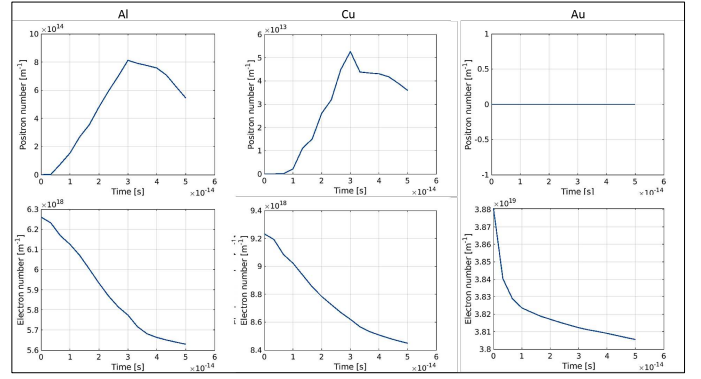 Al Cu Au
×10^14 ×10^13
10 6 1
8 5 0.5
6 4 0
4 3 -0.5
2 2 -1
0 1
0
Positron number [m^-1] Positron number [m^-1] Positron number [m^-1]
0 1 2 3 4 5 6 0 1 2 3 4 5 6 0 1 2 3 4 5 6
Time [s] ×10^-14 Time [s] ×10^-14 Time [s] ×10^-14
×10^18 ×10^18 ×10^19
6.3 9.4 3.88
6.2 9.2 3.87
6.1 9 3.86
6 8.8 3.85
5.9 8.6 3.84
5.8 8.4 3.83
5.7 3.82
5.6 3.81
3.8
Electron number [m^-1] Electron number [m^-1] Electron number [m^-1]
0 1 2 3 4 5 6 0 1 2 3 4 5 6 0 1 2 3 4 5 6
Time [s] ×10^-14 Time [s] ×10^-14 Time [s] ×10^-14